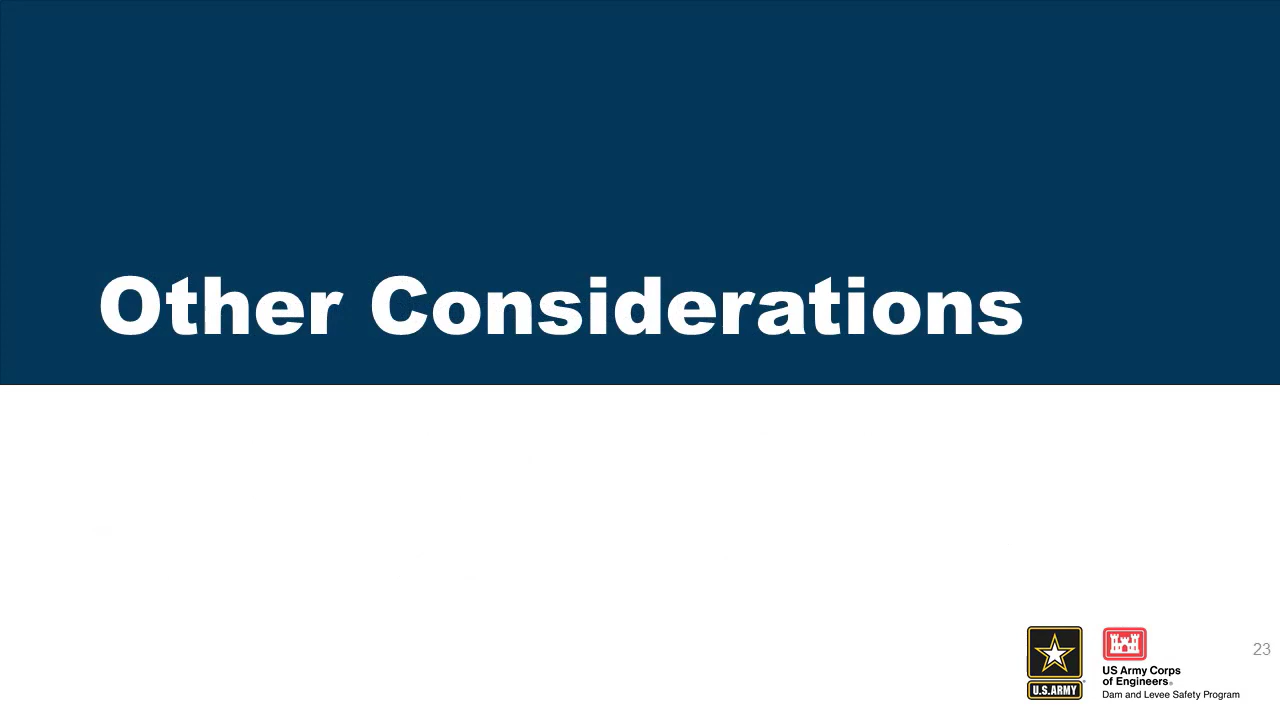 Other Considerations
U.S.ARMY
US Army Corps
of Engineers®
Dam and Levee Safety Program
23